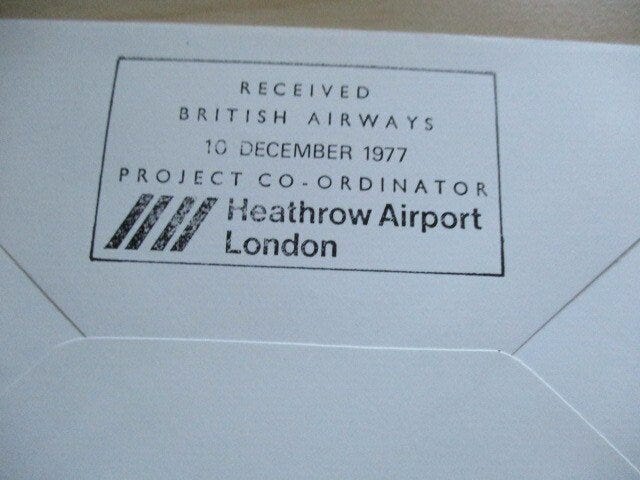 RECEIVED
BRITISH AIRWAYS
10 DECEMBER 1977
PROJECT CO-ORDINATOR
Heathrow Airport
London